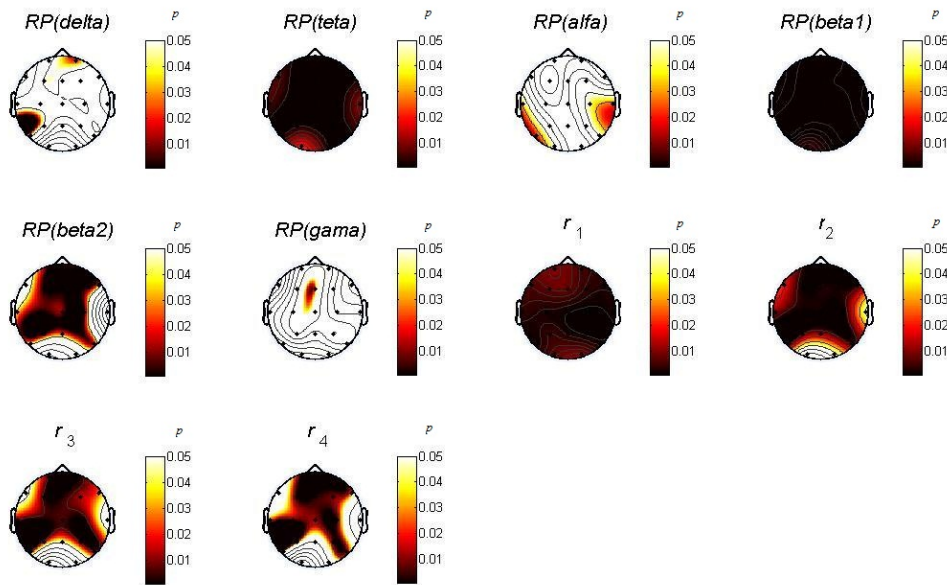 RP(delta) p RP(teta) p RP(alfa) p RP(beta1) p
0.05 0.05 0.05 0.05
0.04 0.04 0.04 0.04
0.03 0.03 0.03 0.03
0.02 0.02 0.02 0.02
0.01 0.01 0.01 0.01
RP(beta2) p RP(gama) p r 1 p r 2 p
0.05 0.05 0.05 0.05
0.04 0.04 0.04 0.04
0.03 0.03 0.03 0.03
0.02 0.02 0.02 0.02
0.01 0.01 0.01 0.01
r 3 p r 4 p
0.05 0.05
0.04 0.04
0.03 0.03
0.02 0.02
0.01 0.01